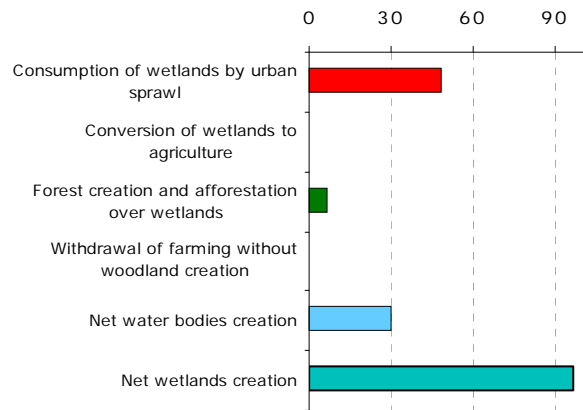 0 30 60 90
Consumption of wetlands by urban
sprawl
Conversion of wetlands to
agriculture
Forest creation and afforestation
over wetlands
Withdrawal of farming without
woodland creation
Net water bodies creation
Net wetlands creation